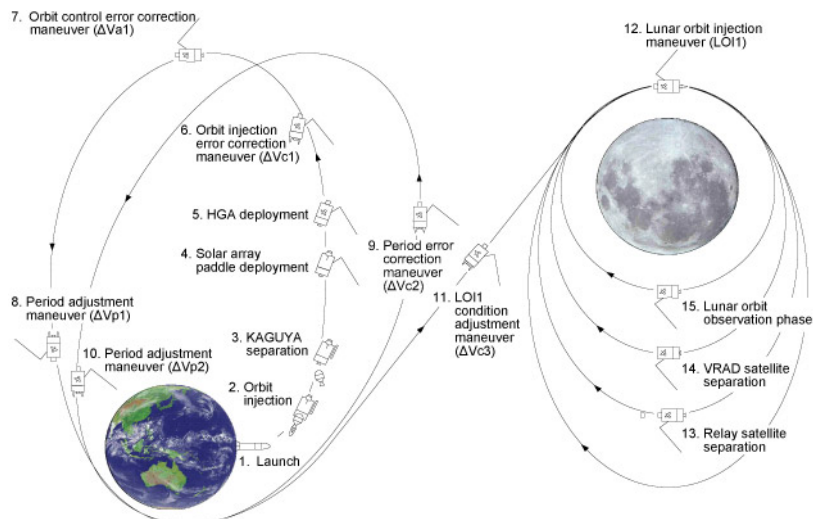 7. Orbit control error correction
maneuver (ΔVa1)
12. Lunar orbit injection
maneuver (LOI1)
6. Orbit injection
error correction
maneuver (ΔVc1)
5. HGA deployment
4. Solar array
paddle deployment
9. Period error
correction
maneuver
(ΔVc2)
11. LOI1
condition
adjustment
maneuver
(ΔVc3)
8. Period adjustment
maneuver (ΔVp1)
10. Period adjustment
maneuver (ΔVp2)
3. KAGUYA
separation
2. Orbit
injection
1. Launch
15. Lunar orbit
observation phase
14. VRAD satellite
separation
13. Relay satellite
separation